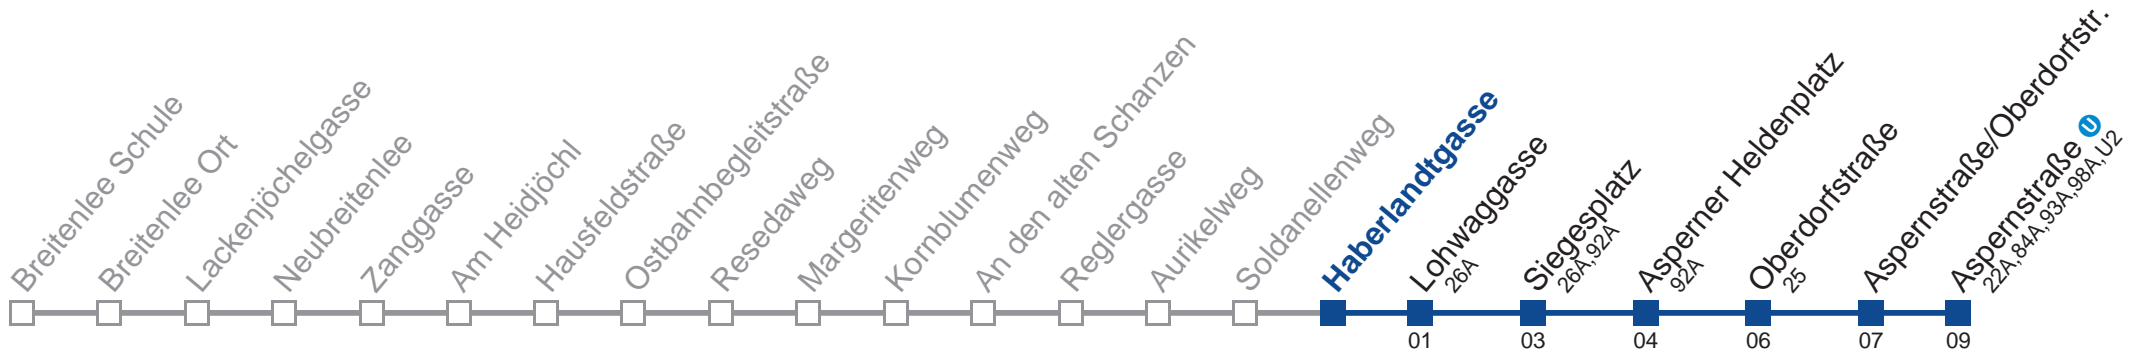 Breitenlee Schule
Breitenlee Ort
Lackenjöchelgasse
Neubreitenlee
Zanggasse
Am Heidjöchl
Hausfeldstraße
Ostbahnbegleitstraße
Resedaweg
Margeritenweg
Kornblumenweg
An den alten Schanzen
Reglergasse
Aurikelweg
Soldanellenweg
Haberlandtgasse
Lohwaggasse
26A
Siegesplatz
26A,92A
Asperner Heldenplatz
92A
Oberdorfstraße
25
Aspernstraße/Oberdorfstr.
Aspernstraße U
22A,84A,93A,98A,U2
01 03 04 06 07 09